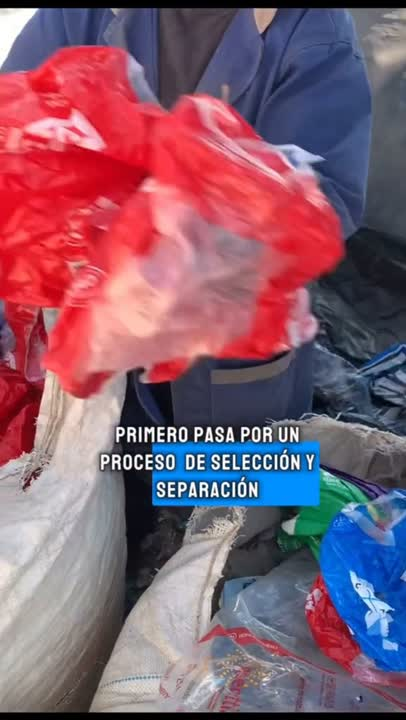 PRIMERO PASA POR UN
PROCESO DE SELECCIÓN Y
SEPARACIÓN